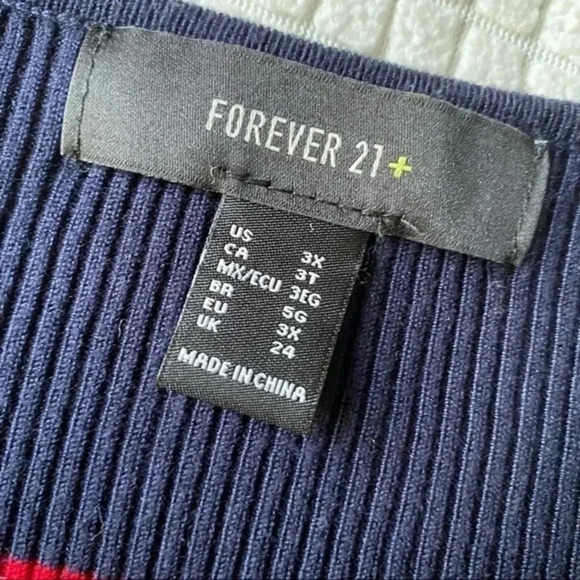 FOREVER 21+
US 3X
CA 3T
MX/ECU 3EG
BR 5G
EU 3X
UK 24
MADE IN CHINA